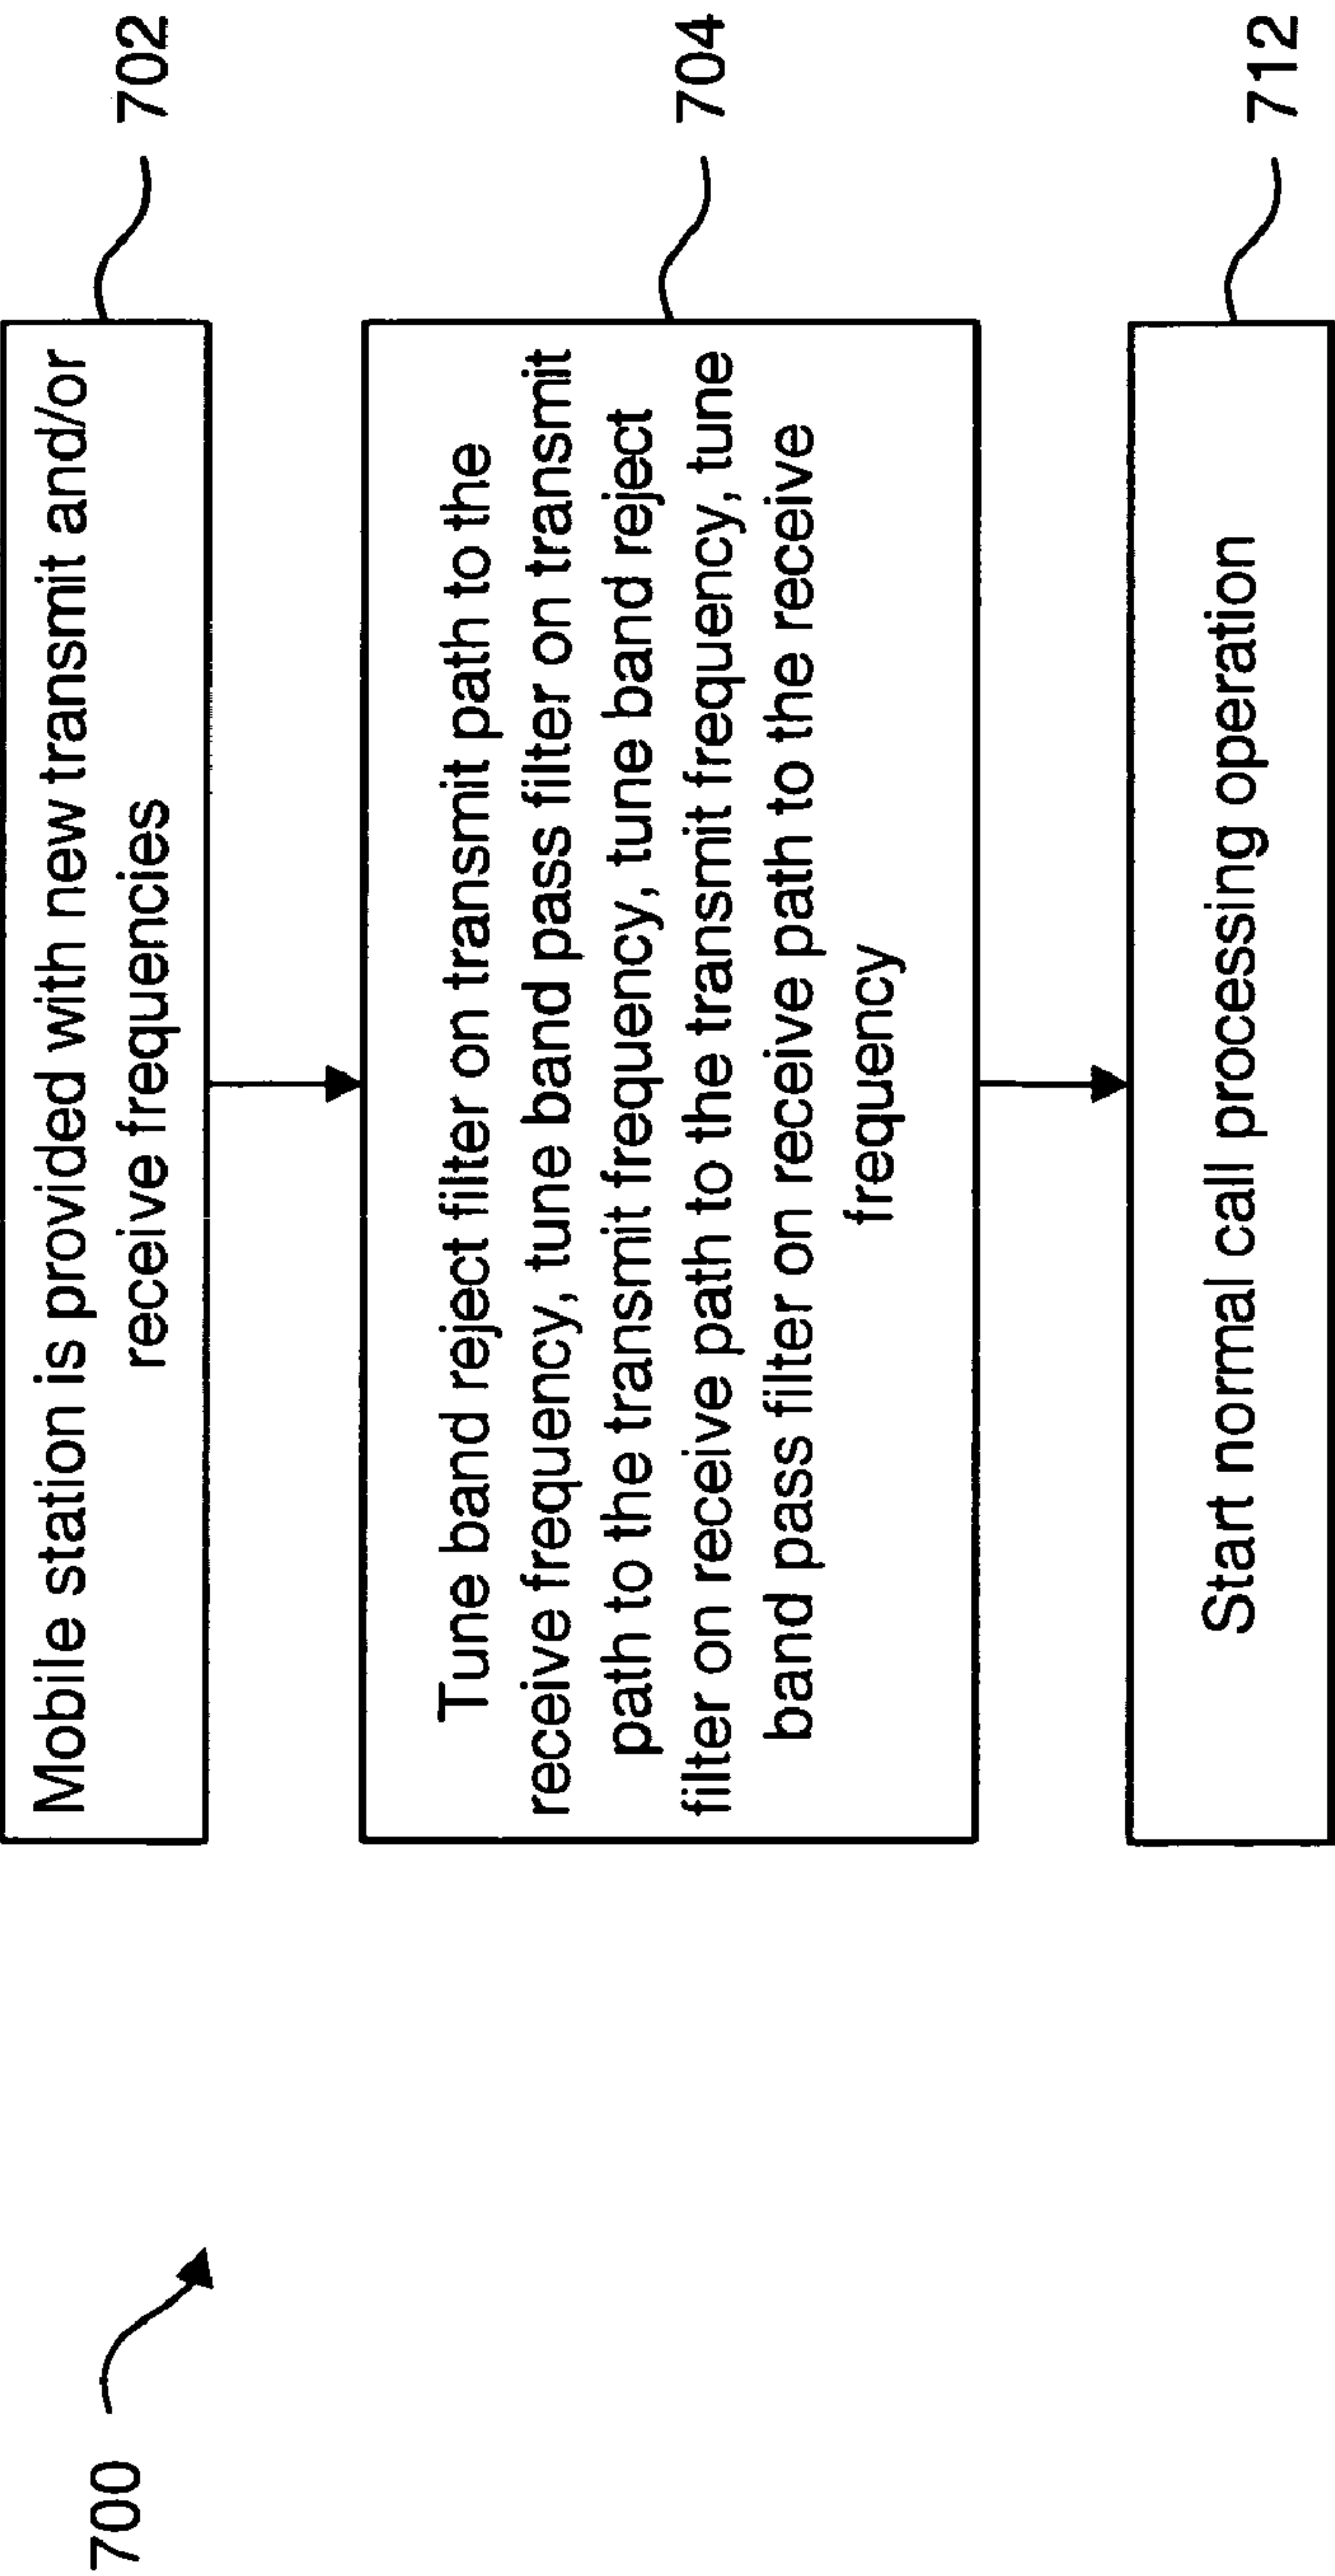 700
Mobile station is provided with new transmit and/or
receive frequencies
702
Tune band reject filter on transmit path to the
receive frequency, tune band pass filter on transmit
path to the transmit frequency, tune band reject
filter on receive path to the transmit frequency, tune
band pass filter on receive path to the receive
frequency
704
Start normal call processing operation
712